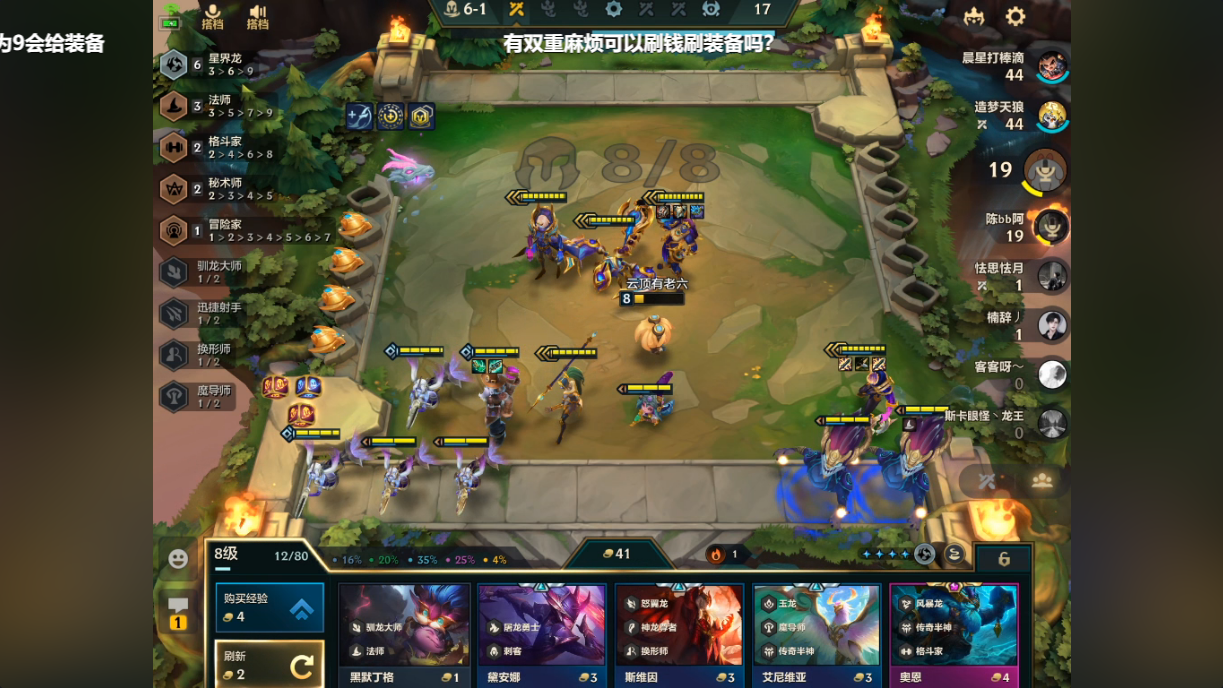 搭档
搭档
6-1
17
为9会给装备
有双重麻烦可以刷钱刷装备吗?
6
星界龙
3>6>9
3
法师
3>5>7>9
2
格斗家
2>4>6>8
2
秘术师
2>3>4>5
1
冒险家
1>2>3>4>5>6>7
驯龙大师
1/2
迅捷射手
1/2
换形师
1/2
魔导师
1/2
8/8
云顶有老六
8
晨星打棒滴
44
造梦天狼
44
19
陈bb呵
19
怯思怯月
1
楠辞丿
1
客客呀～
0
斯卡眼怪丶龙王
0
8级
12/80
16%
20%
35%
25%
4%
41
1
6
1
购买经验
4
刷新
2
驯龙大师
法师
黑默丁格
1
屠龙勇士
刺客
黛安娜
3
怒翼龙
神龙尊者
换形师
斯维因
3
玉龙
魔导师
传奇半神
艾尼维亚
3
风暴龙
传奇半神
格斗家
奥恩
4